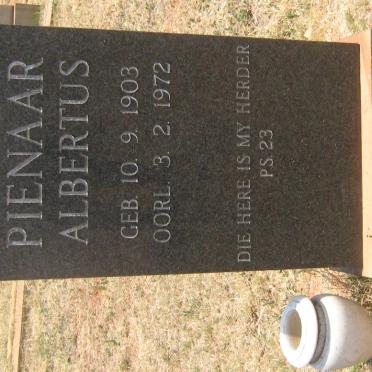 PIENAAR
ALBERTUS
GEB. 10. 9. 1903
OORL. 3. 2. 1972
DIE HERE IS MY HERDER
PS. 23